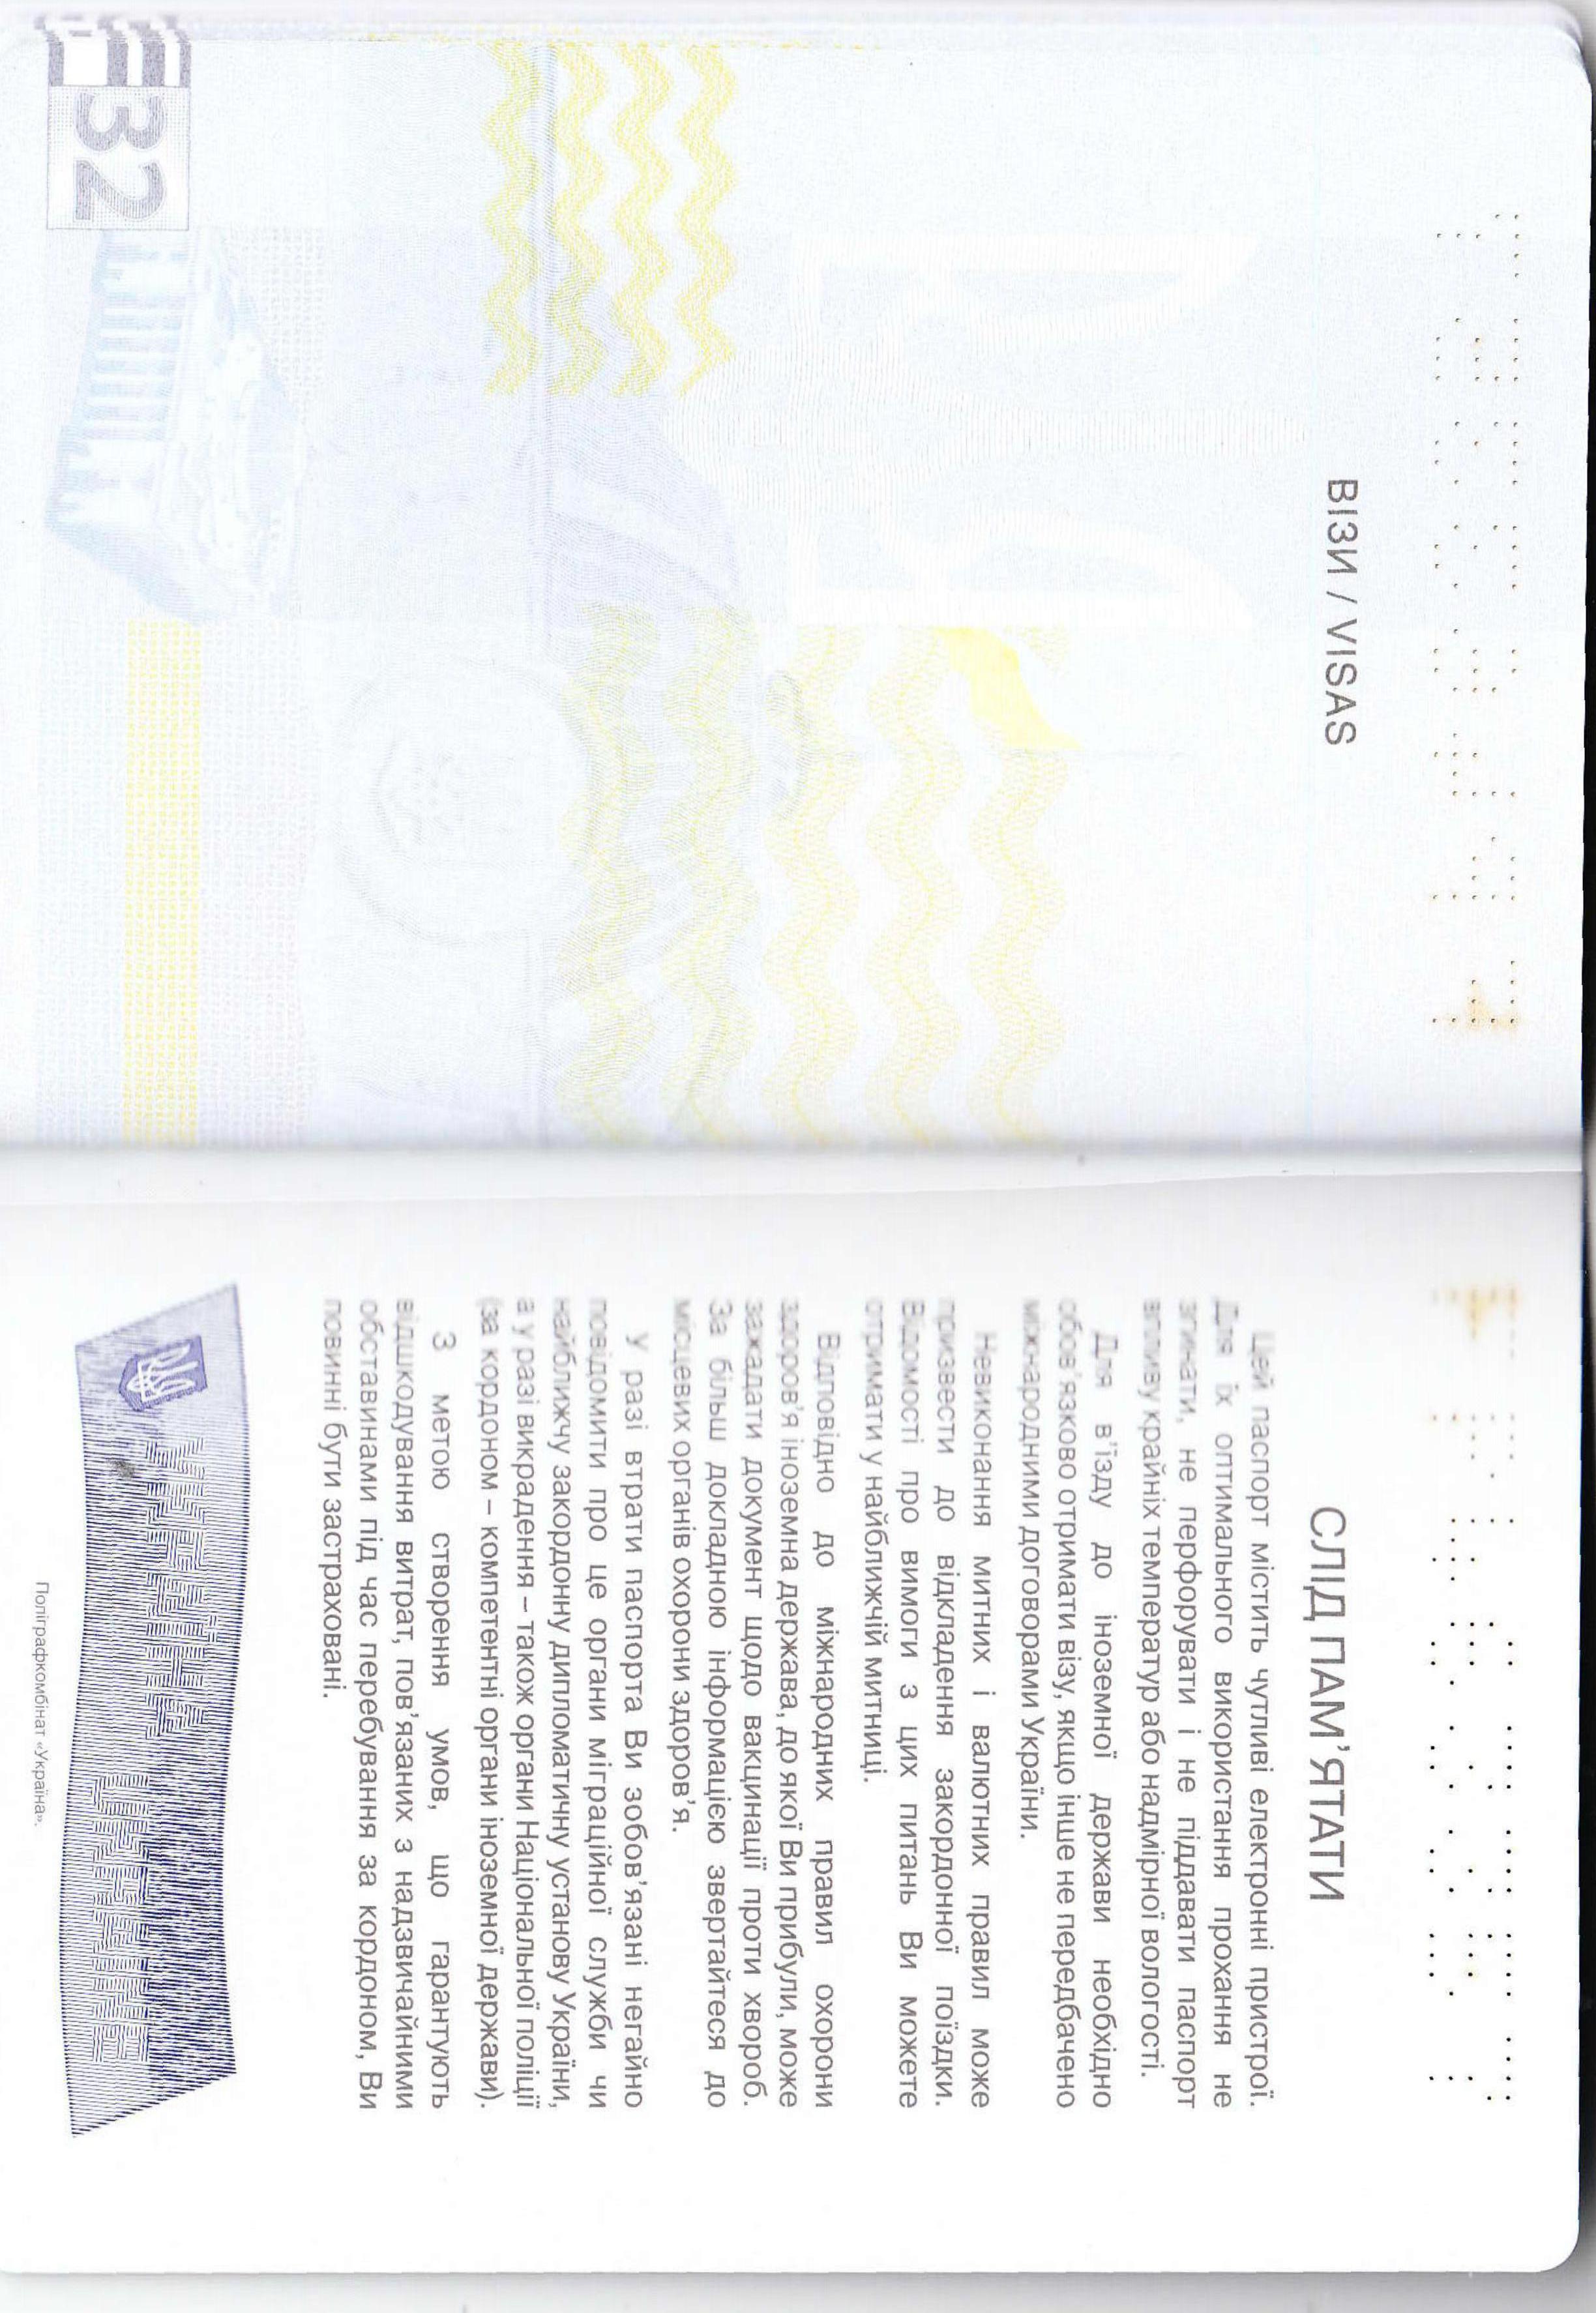 ВІЗИ / VISAS
32
СЛІД ПАМ'ЯТАТИ
Цей паспорт містить чутливі електронні пристрої.
Для їх оптимального використання прохання не
згинати, не перфорувати і не піддавати паспорт
впливу крайніх температур або надмірної вологості.
Для в'їзду до іноземної держави необхідно
обов'язково отримати візу, якщо інше не передбачено
міжнародними договорами України.
Невиконання митних і валютних правил може
призвести до відкладення закордонної поїздки.
Відомості про вимоги з цих питань Ви можете
отримати у найближчій митниці.
Відповідно до міжнародних правил охорони
здоров'я іноземна держава, до якої Ви прибули, може
зажадати документ щодо вакцинації проти хвороб.
За більш докладною інформацією звертайтеся до
місцевих органів охорони здоров'я.
У разі втрати паспорта Ви зобов'язані негайно
повідомити про це органи міграційної служби чи
найближчу закордонну дипломатичну установу України,
а у разі викрадення – також органи Національної поліції
(за кордоном – компетентні органи іноземної держави).
З метою створення умов, що гарантують
відшкодування витрат, пов'язаних з надзвичайними
обставинами під час перебування за кордоном, Ви
повинні бути застраховані.
УКРАЇНА UKRAINE
Поліграфкомбінат «Україна».